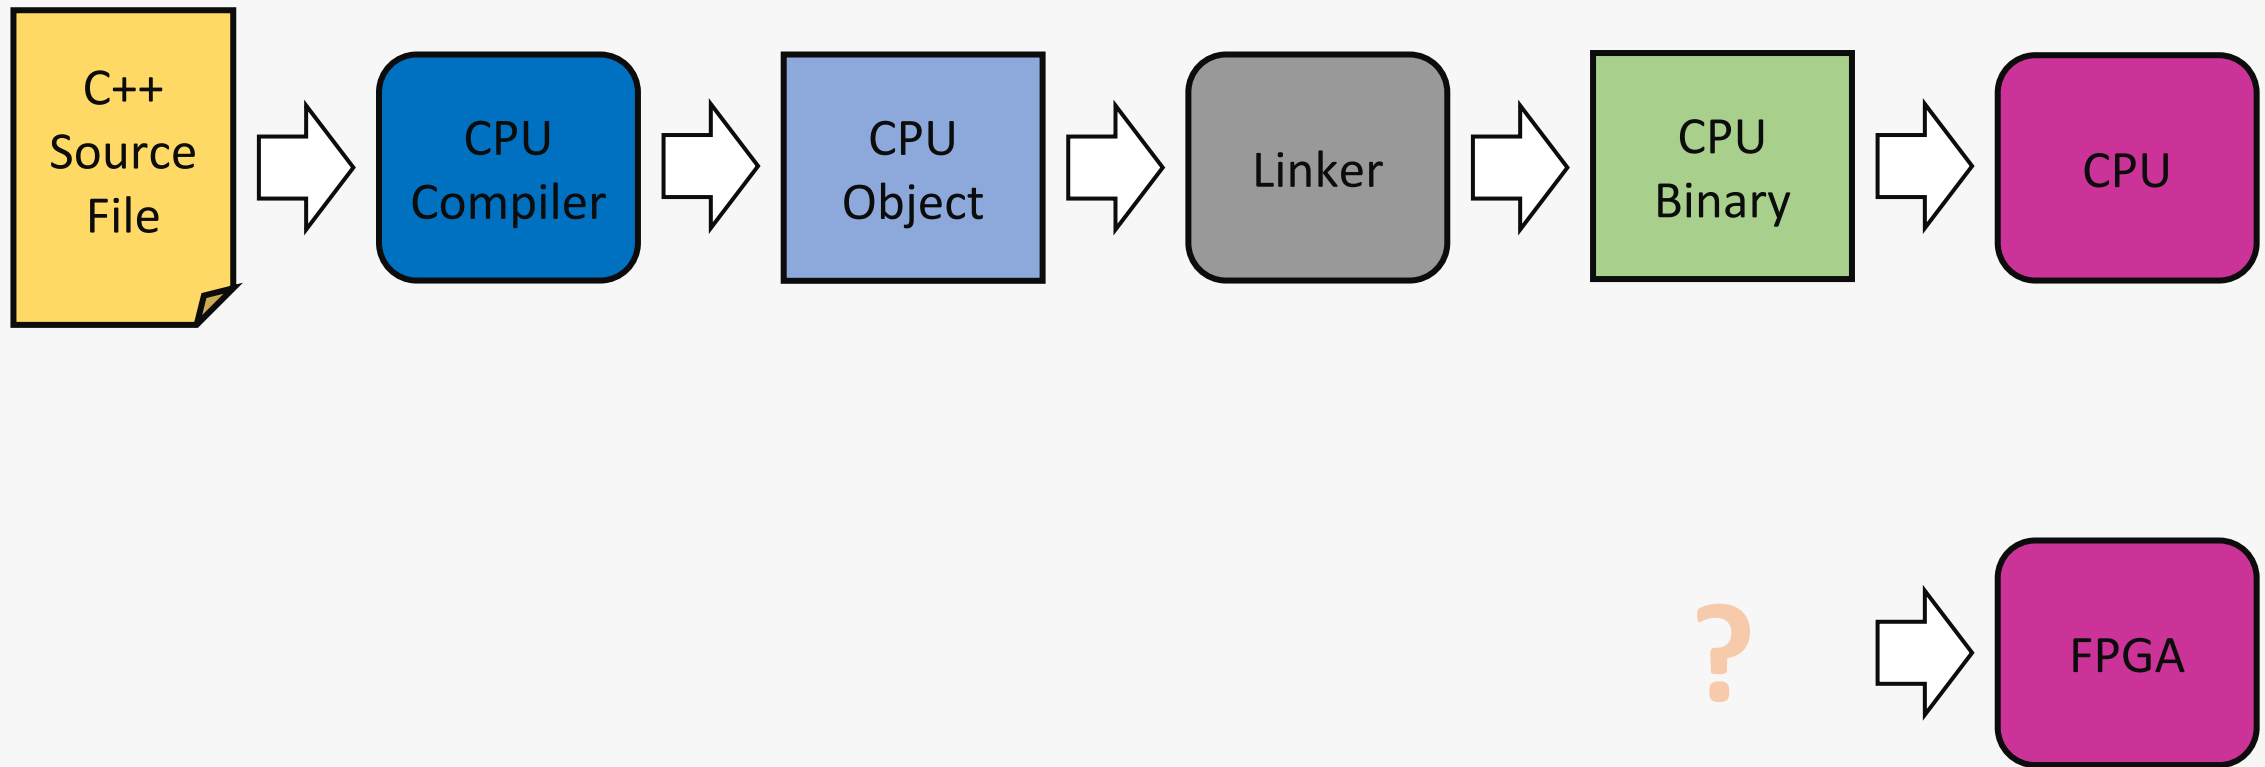 C++
Source
File
CPU
Compiler
CPU
Object
Linker
CPU
Binary
CPU
?
FPGA